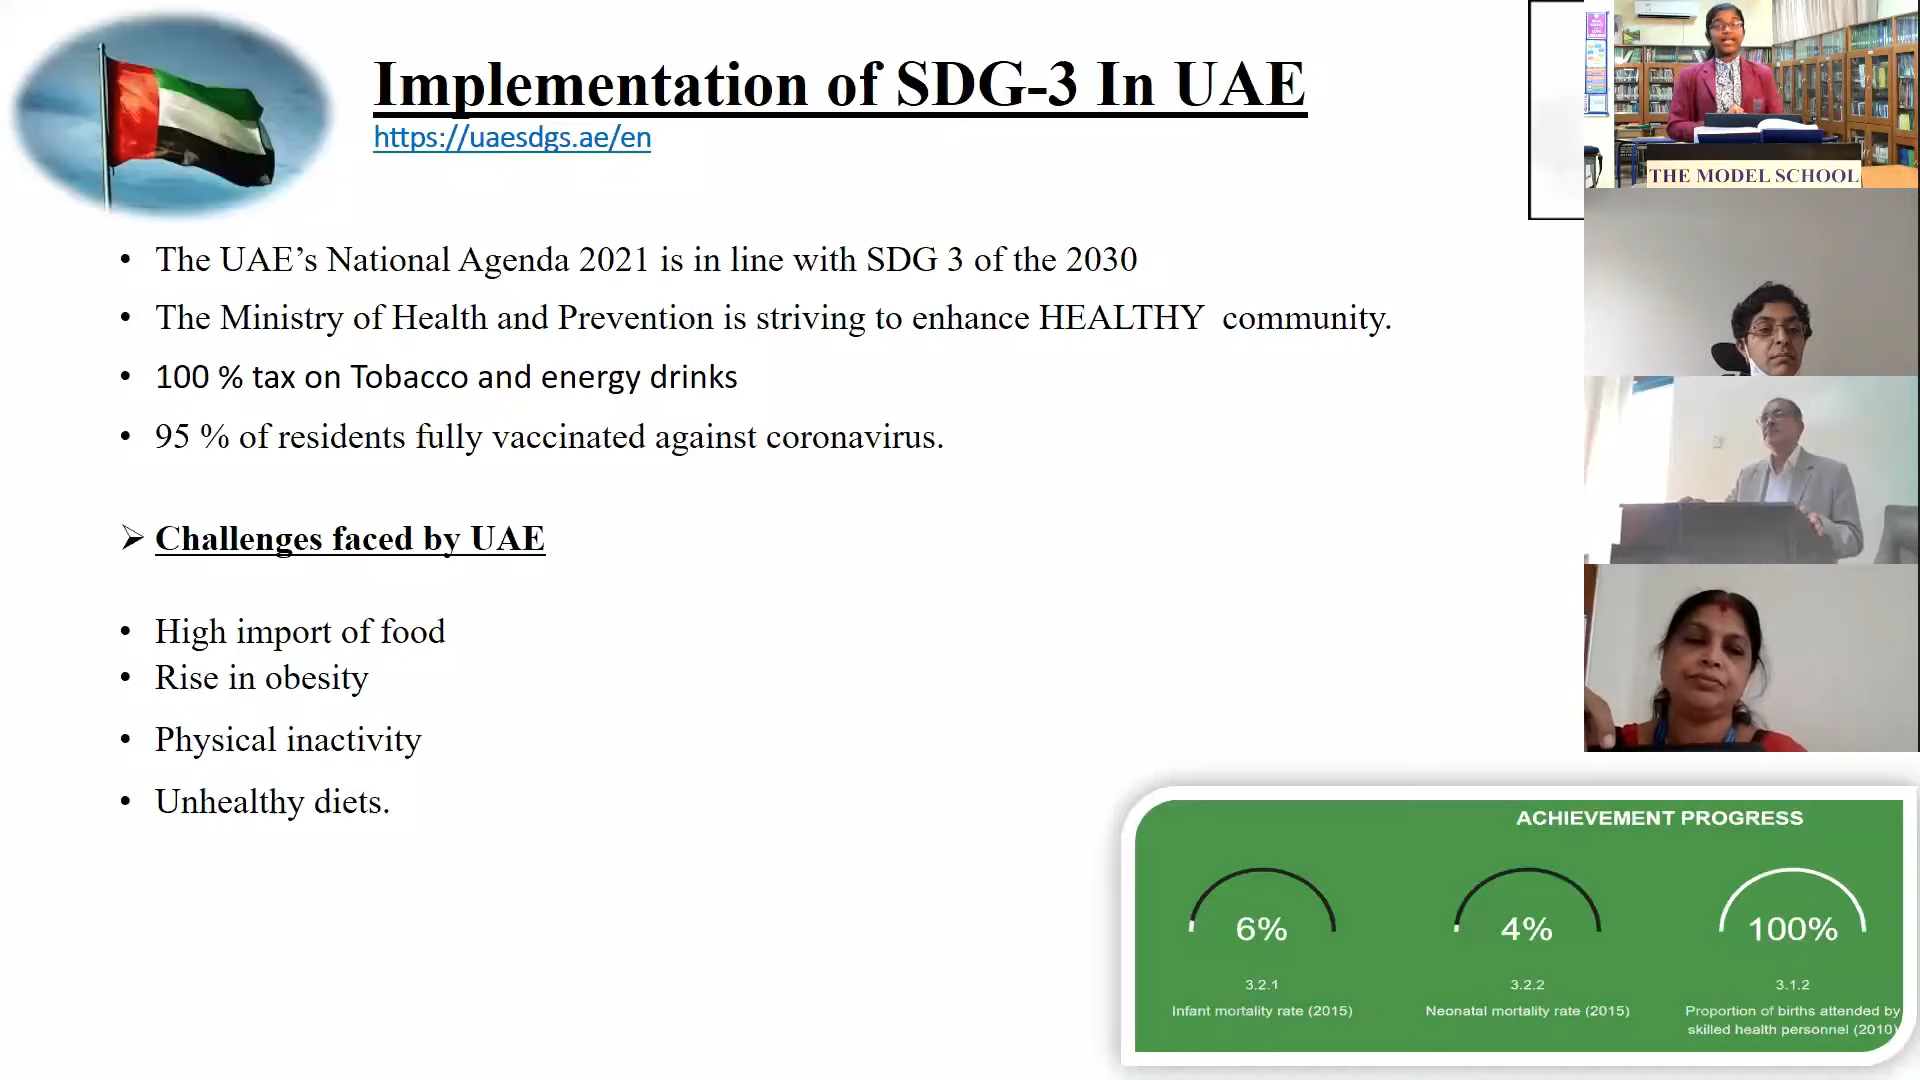 Implementation of SDG-3 In UAE
https://uaesdgs.ae/en
• The UAE’s National Agenda 2021 is in line with SDG 3 of the 2030
• The Ministry of Health and Prevention is striving to enhance HEALTHY community.
• 100 % tax on Tobacco and energy drinks
• 95 % of residents fully vaccinated against coronavirus.
➢ Challenges faced by UAE
• High import of food
• Rise in obesity
• Physical inactivity
• Unhealthy diets.
THE MODEL SCHOOL
ACHIEVEMENT PROGRESS
6%
3.2.1
Infant mortality rate (2015)
4%
3.2.2
Neonatal mortality rate (2015)
100%
3.1.2
Proportion of births attended by
skilled health personnel (2010)